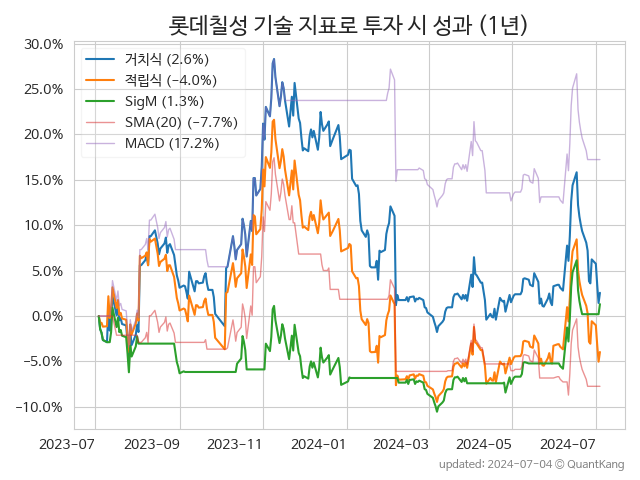 롯데칠성 기술 지표로 투자 시 성과 (1년)
30.0%
25.0%
20.0%
15.0%
10.0%
5.0%
0.0%
−5.0%
−10.0%
거치식 (2.6%)
적립식 (−4.0%)
SigM (1.3%)
SMA(20) (−7.7%)
MACD (17.2%)
2023-07
2023-09
2023-11
2024-01
2024-03
2024-05
2024-07
updated: 2024-07-04 © QuantKang